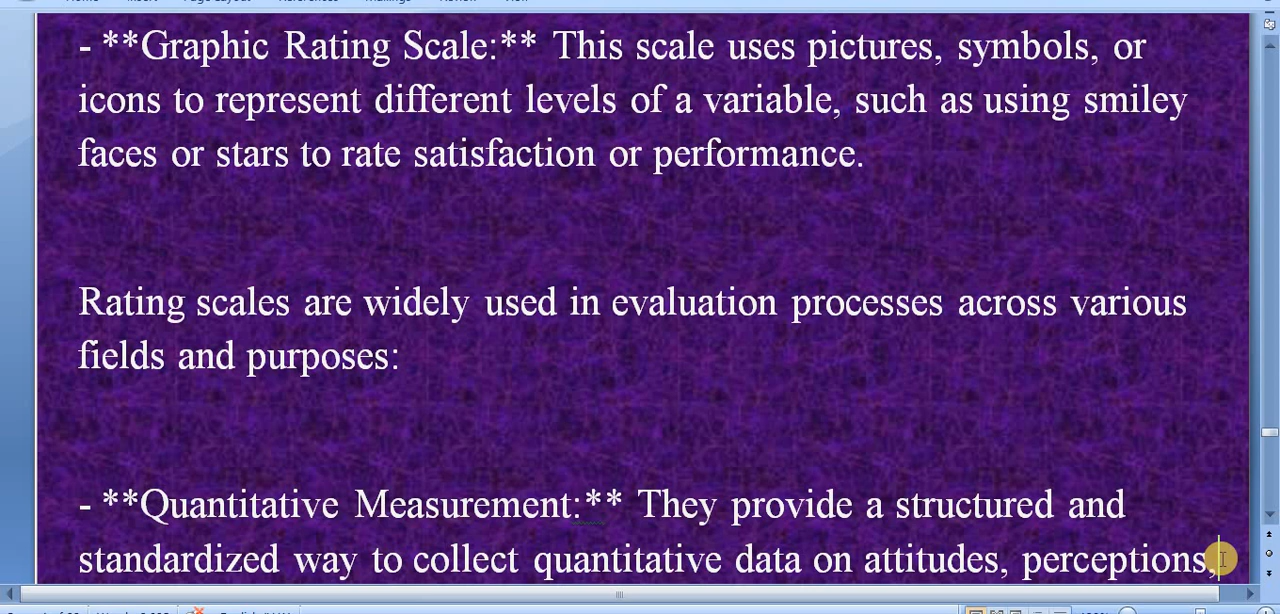 - **Graphic Rating Scale:** This scale uses pictures, symbols, or
icons to represent different levels of a variable, such as using smiley
faces or stars to rate satisfaction or performance.
Rating scales are widely used in evaluation processes across various
fields and purposes:
- **Quantitative Measurement:** They provide a structured and
standardized way to collect quantitative data on attitudes, perceptions,